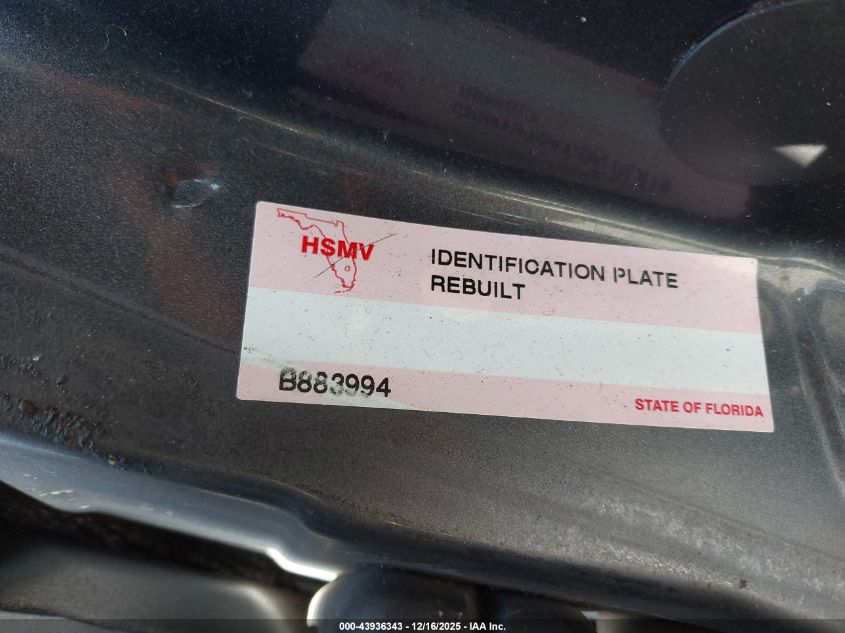 HSMV
IDENTIFICATION PLATE
REBUILT
B883994
STATE OF FLORIDA
000-43936343 / 12/16/2025 - IAA Inc.